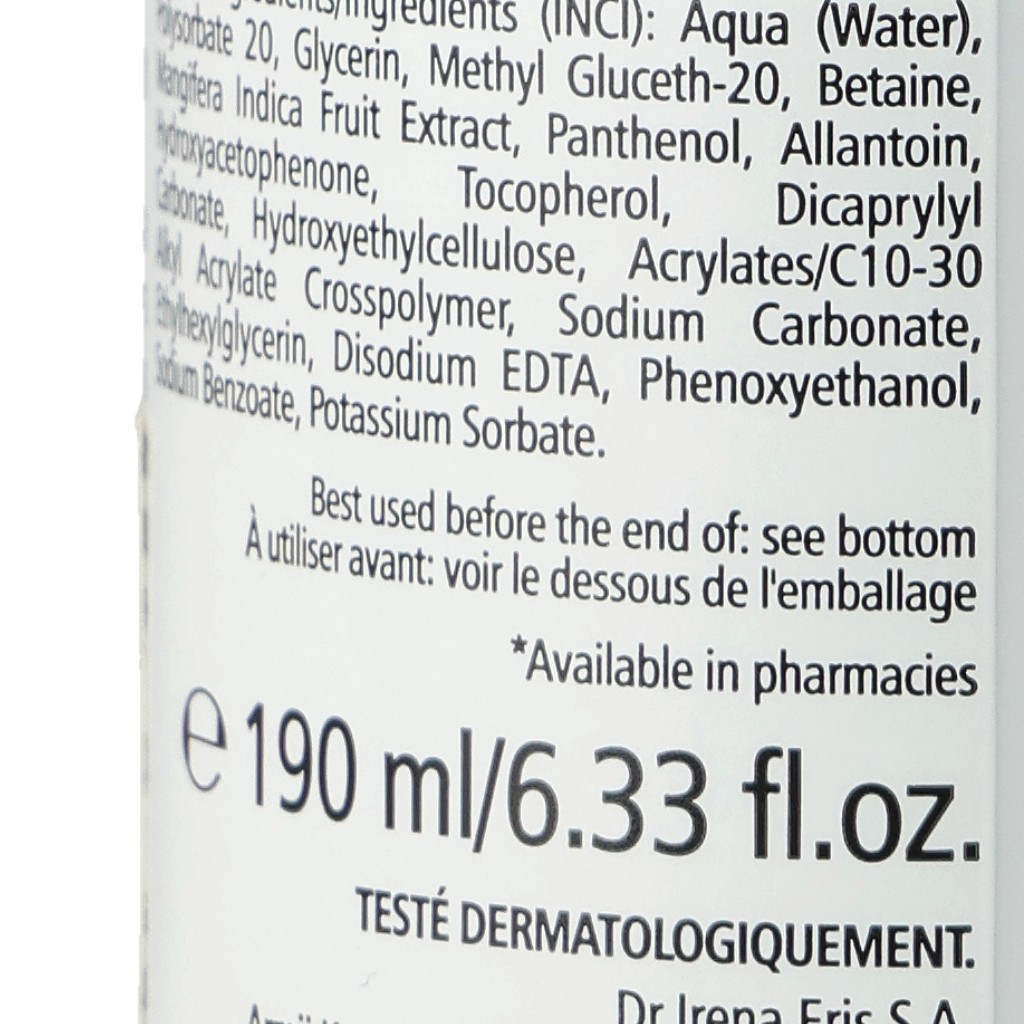 Ingrédients/Ingredients (INCI): Aqua (Water),
Polysorbate 20, Glycerin, Methyl Gluceth-20, Betaine,
Mangifera Indica Fruit Extract, Panthenol, Allantoin,
Hydroxyacetophenone, Tocopherol, Dicaprylyl
Carbonate, Hydroxyethylcellulose, Acrylates/C10-30
Alkyl Acrylate Crosspolymer, Sodium Carbonate,
Ethylhexylglycerin, Disodium EDTA, Phenoxyethanol,
Sodium Benzoate, Potassium Sorbate.
Best used before the end of: see bottom
À utiliser avant: voir le dessous de l'emballage
*Available in pharmacies
℮ 190 ml/6.33 fl.oz.
TESTÉ DERMATOLOGIQUEMENT.
Dr Irena Eris S.A.